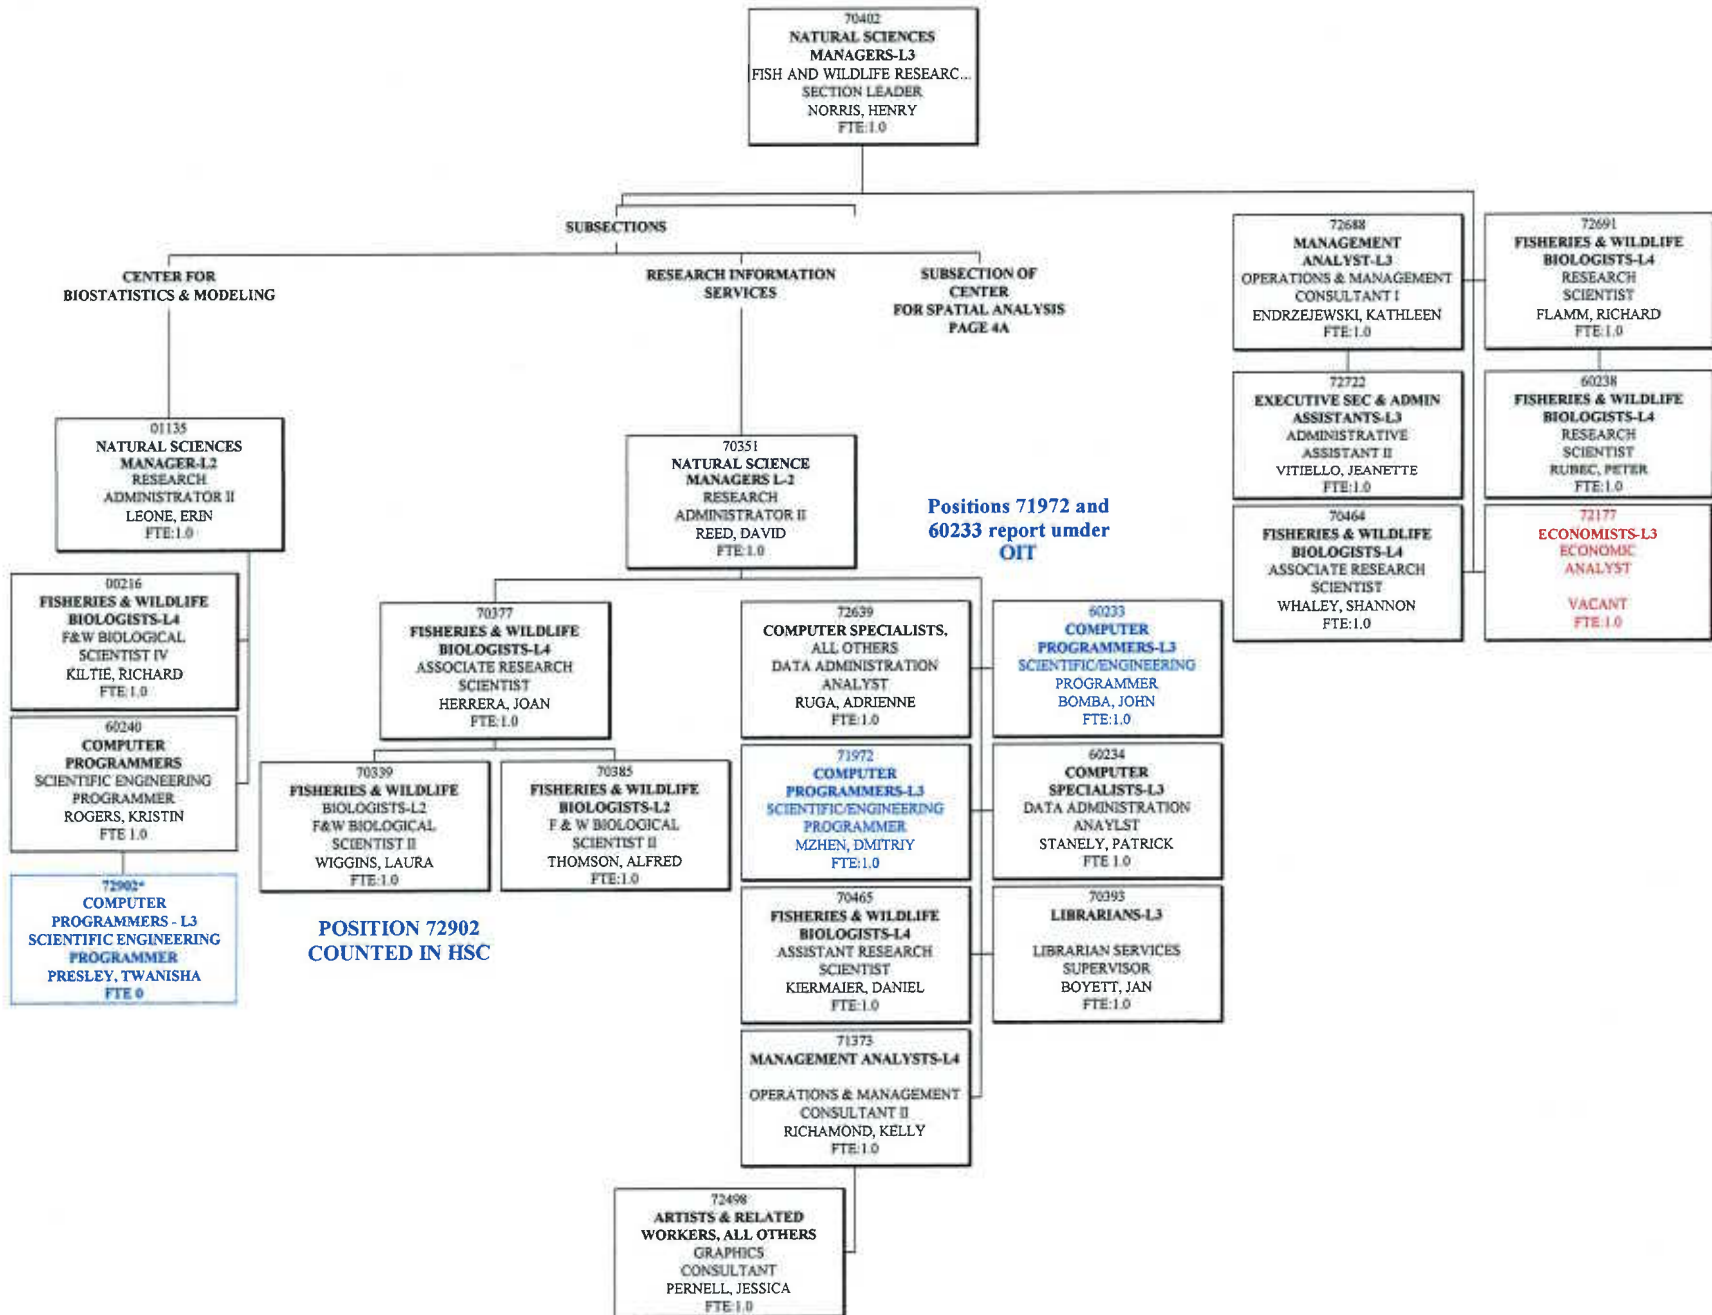 70402
NATURAL SCIENCES
MANAGERS-L3
FISH AND WILDLIFE RESEARC...
SECTION LEADER
NORRIS, HENRY
FTE:1.0
SUBSECTIONS
CENTER FOR
BIOSTATISTICS & MODELING
RESEARCH INFORMATION
SERVICES
SUBSECTION OF
CENTER
FOR SPATIAL ANALYSIS
PAGE 4A
72688
MANAGEMENT
ANALYST-L3
OPERATIONS & MANAGEMENT
CONSULTANT I
ENDRZEJEWSKI, KATHLEEN
FTE:1.0
72691
FISHERIES & WILDLIFE
BIOLOGISTS-L4
RESEARCH
SCIENTIST
FLAMM, RICHARD
FTE:1.0
72722
EXECUTIVE SEC & ADMIN
ASSISTANTS-L3
ADMINISTRATIVE
ASSISTANT II
VITIELLO, JEANETTE
FTE:1.0
60238
FISHERIES & WILDLIFE
BIOLOGISTS-L4
RESEARCH
SCIENTIST
RUBEC, PETER
FTE:1.0
70464
FISHERIES & WILDLIFE
BIOLOGISTS-L4
ASSOCIATE RESEARCH
SCIENTIST
WHALEY, SHANNON
FTE:1.0
72177
ECONOMISTS-L3
ECONOMIC
ANALYST
VACANT
FTE:1.0
01135
NATURAL SCIENCES
MANAGER-L2
RESEARCH
ADMINISTRATOR II
LEONE, ERIN
FTE:1.0
70351
NATURAL SCIENCE
MANAGERS L-2
RESEARCH
ADMINISTRATOR II
REED, DAVID
FTE:1.0
Positions 71972 and
60233 report umder
OIT
00216
FISHERIES & WILDLIFE
BIOLOGISTS-L4
F&W BIOLOGICAL
SCIENTIST IV
KILTIE, RICHARD
FTE:1.0
60240
COMPUTER
PROGRAMMERS
SCIENTIFIC ENGINEERING
PROGRAMMER
ROGERS, KRISTIN
FTE 1.0
72902*
COMPUTER
PROGRAMMERS - L3
SCIENTIFIC ENGINEERING
PROGRAMMER
PRESLEY, TWANISHA
FTE 0
70377
FISHERIES & WILDLIFE
BIOLOGISTS-L4
ASSOCIATE RESEARCH
SCIENTIST
HERRERA, JOAN
FTE:1.0
70339
FISHERIES & WILDLIFE
BIOLOGISTS-L2
F&W BIOLOGICAL
SCIENTIST II
WIGGINS, LAURA
FTE:1.0
70385
FISHERIES & WILDLIFE
BIOLOGISTS-L2
F & W BIOLOGICAL
SCIENTIST II
THOMSON, ALFRED
FTE:1.0
POSITION 72902
COUNTED IN HSC
72639
COMPUTER SPECIALISTS,
ALL OTHERS
DATA ADMINISTRATION
ANALYST
RUGA, ADRIENNE
FTE:1.0
60233
COMPUTER
PROGRAMMERS-L3
SCIENTIFIC/ENGINEERING
PROGRAMMER
BOMBA, JOHN
FTE:1.0
71972
COMPUTER
PROGRAMMERS-L3
SCIENTIFIC/ENGINEERING
PROGRAMMER
MZHEN, DMITRIY
FTE:1.0
60234
COMPUTER
SPECIALISTS-L3
DATA ADMINISTRATION
ANAYLST
STANELY, PATRICK
FTE 1.0
70465
FISHERIES & WILDLIFE
BIOLOGISTS-L4
ASSISTANT RESEARCH
SCIENTIST
KIERMAIER, DANIEL
FTE:1.0
70393
LIBRARIANS-L3
LIBRARIAN SERVICES
SUPERVISOR
BOYETT, JAN
FTE:1.0
71373
MANAGEMENT ANALYSTS-L4
OPERATIONS & MANAGEMENT
CONSULTANT II
RICHAMOND, KELLY
FTE:1.0
72498
ARTISTS & RELATED
WORKERS, ALL OTHERS
GRAPHICS
CONSULTANT
PERNELL, JESSICA
FTE:1.0